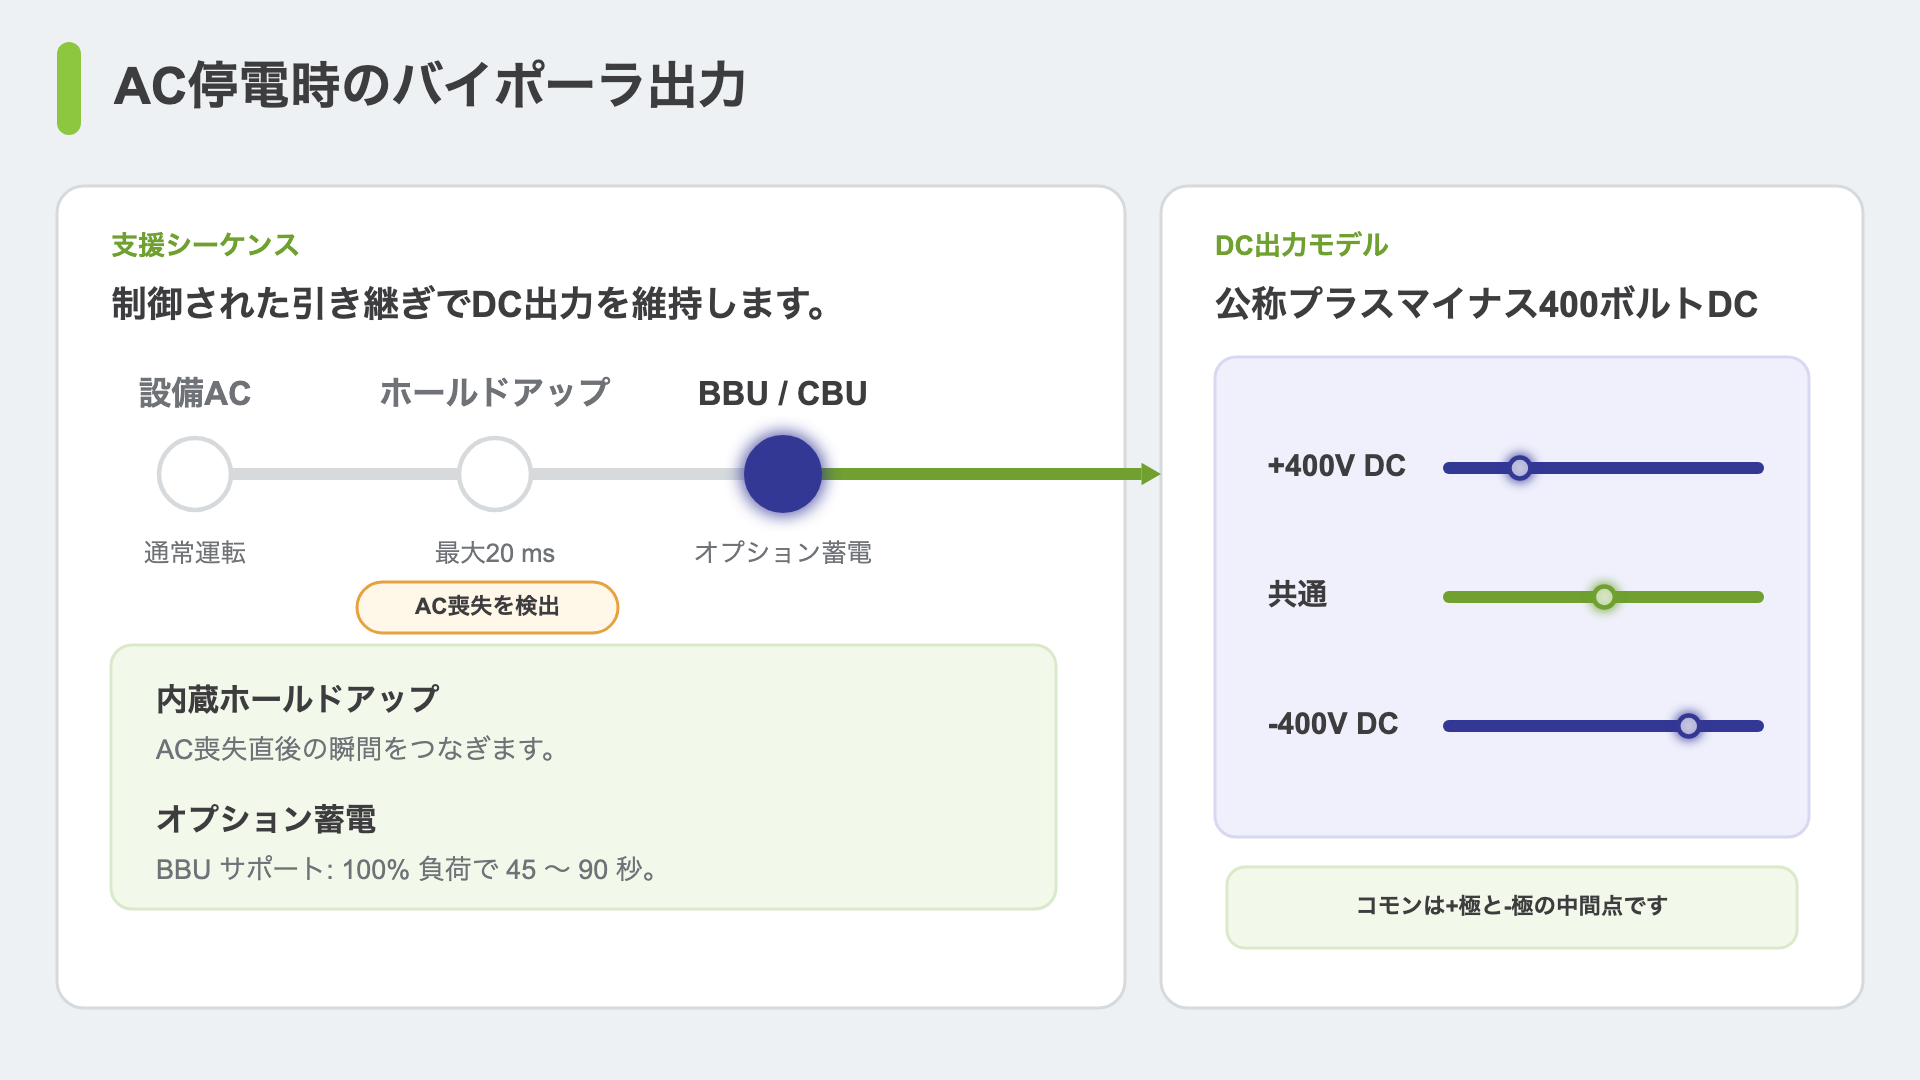 AC停電時のバイポーラ出力
支援シーケンス
制御された引き継ぎでDC出力を維持します。
設備AC
ホールドアップ
BBU / CBU
通常運転
最大20 ms
オプション蓄電
AC喪失を検出
内蔵ホールドアップ
AC喪失直後の瞬間をつなぎます。
オプション蓄電
BBU サポート: 100% 負荷で 45 〜 90 秒。
DC出力モデル
公称プラスマイナス400ボルトDC
+400V DC
共通
-400V DC
コモンは+極と-極の中間点です